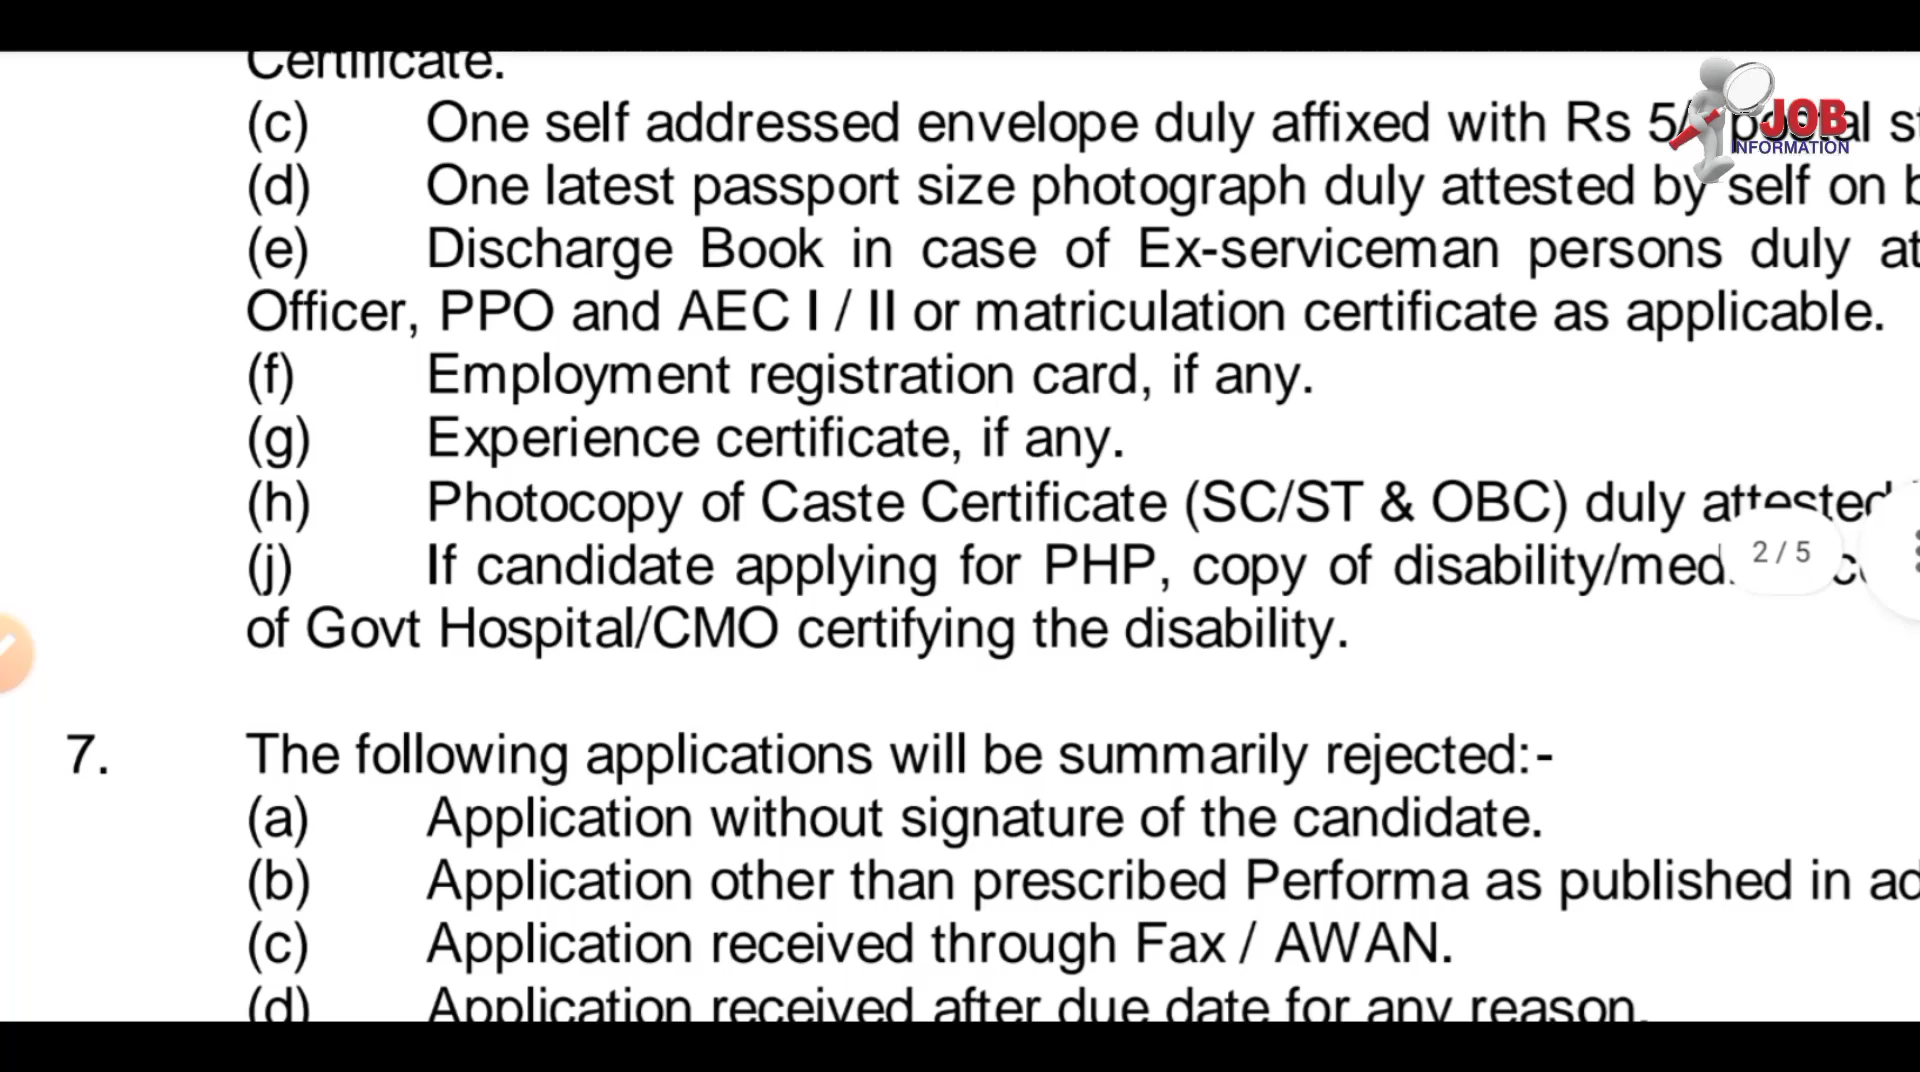 Certificate.
(c) One self addressed envelope duly affixed with Rs 5/
JOB
INFORMATION
(d) One latest passport size photograph duly attested by self on
(e) Discharge Book in case of Ex-serviceman persons duly
Officer, PPO and AEC I / II or matriculation certificate as applicable.
(f) Employment registration card, if any.
(g) Experience certificate, if any.
(h) Photocopy of Caste Certificate (SC/ST & OBC) duly attested
(j) If candidate applying for PHP, copy of
2 / 5
of Govt Hospital/CMO certifying the disability.
7. The following applications will be summarily rejected:-
(a) Application without signature of the candidate.
(b) Application other than prescribed Performa as published in
(c) Application received through Fax / AWAN.
(d) Application received after due date for any reason.